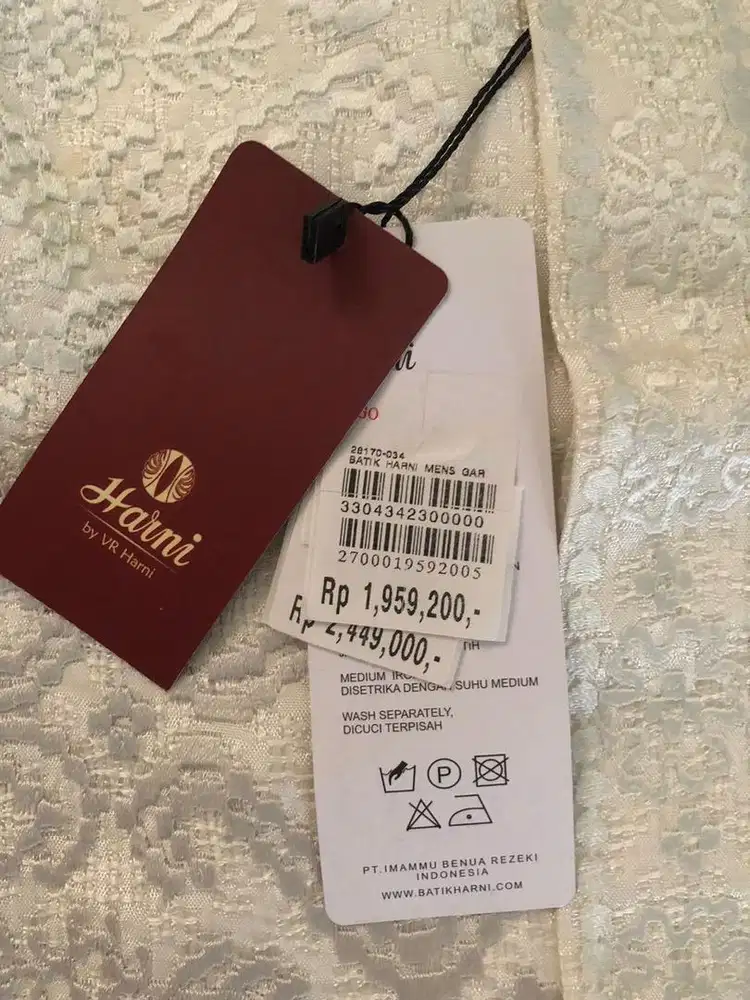 Harni
by VR Harni
28170-034
BATIK HARNI MENS GAR
3304342300000
2700019592005
Rp 1,959,200,-
Rp 2,449,000,-
MEDIUM
DISETRIKA DENGAN SUHU MEDIUM
WASH SEPARATELY,
DICUCI TERPISAH
P
PT.IMAMMU BENUA REZEKI
INDONESIA
WWW.BATIKHARNI.COM